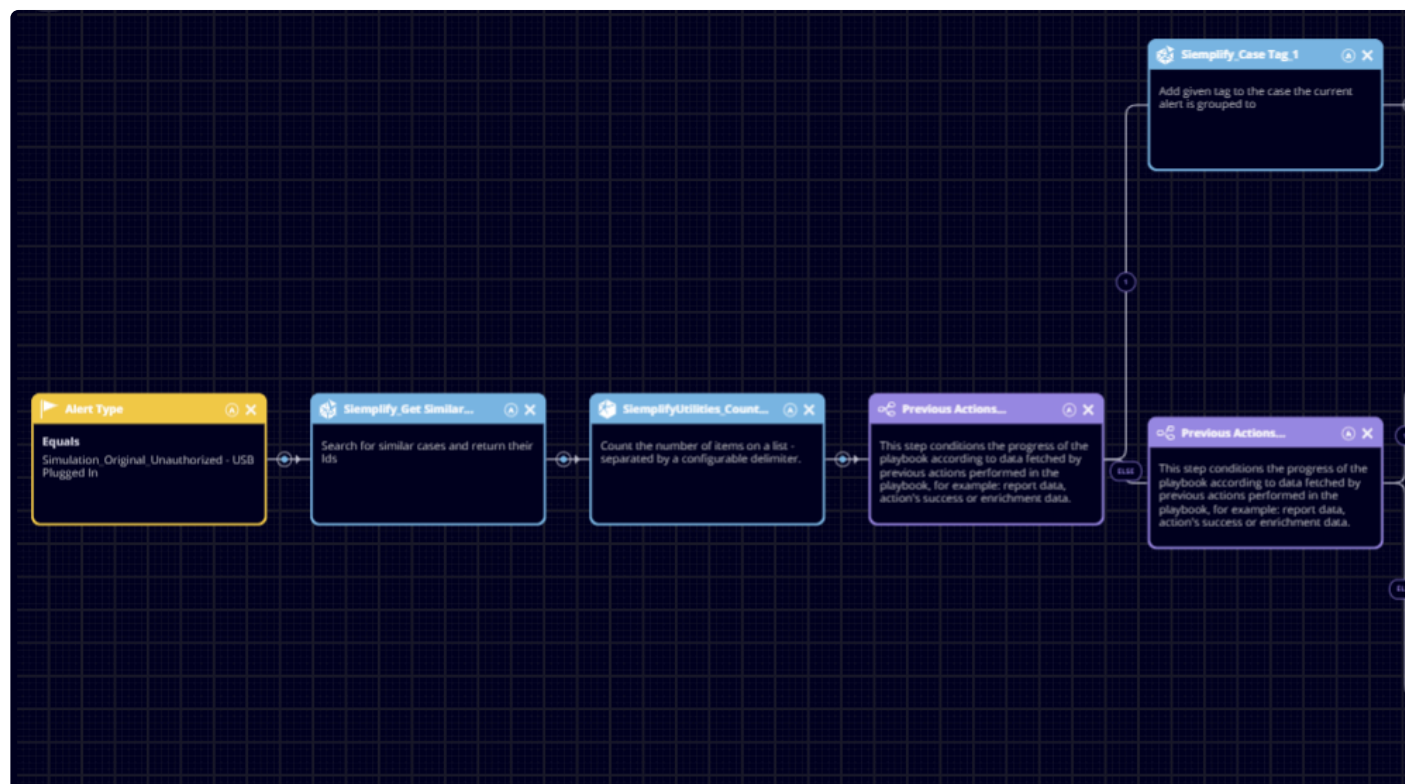 Siemplify_Case Tag_1
Add given tag to the case the current
alert is grouped to
Alert Type
Equals
Simulation_Original_Unauthorized - USB
Plugged In
Siemplify_Get Similar...
Search for similar cases and return their
Ids
SiemplifyUtilities_Count...
Count the number of items on a list -
separated by a configurable delimiter.
Previous Actions...
This step conditions the progress of the
playbook according to data fetched by
previous actions performed in the
playbook, for example: report data,
action's success or enrichment data.
ELSE
Previous Actions...
This step conditions the progress of the
playbook according to data fetched by
previous actions performed in the
playbook, for example: report data,
action's success or enrichment data.